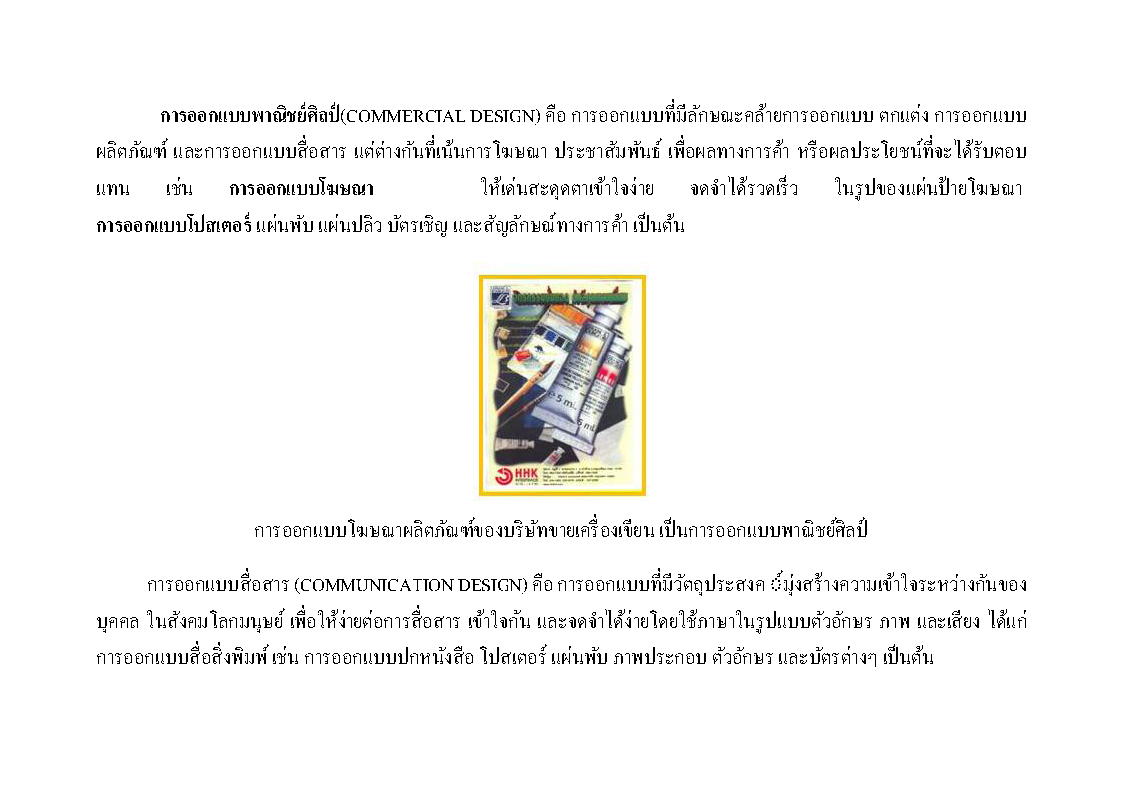 การออกแบบพาณิชย์ศิลป์(COMMERCIAL DESIGN) คือ การออกแบบที่มีลักษณะคล้ายการออกแบบ ตกแต่ง การออกแบบ
ผลิตภัณฑ์ และการออกแบบสื่อสาร แต่ต่างกันที่เน้นการโฆษณา ประชาสัมพันธ์ เพื่อผลทางการค้า หรือผลประโยชน์ที่จะได้รับตอบ
แทน เช่น การออกแบบโฆษณา ให้เด่นสะดุดตาเข้าใจง่าย จดจำได้รวดเร็ว ในรูปของแผ่นป้ายโฆษณา
การออกแบบโปสเตอร์ แผ่นพับ แผ่นปลิว บัตรเชิญ และสัญลักษณ์ทางการค้า เป็นต้น
5 mL
5 mL
HHK
INTERTRADE
การออกแบบโฆษณาผลิตภัณฑ์ของบริษัทขายเครื่องเขียน เป็นการออกแบบพาณิชย์ศิลป์
การออกแบบสื่อสาร (COMMUNICATION DESIGN) คือ การออกแบบที่มีวัตถุประสงค ์มุ่งสร้างความเข้าใจระหว่างกันของ
บุคคล ในสังคมโลกมนุษย์ เพื่อให้ง่ายต่อการสื่อสาร เข้าใจกัน และจดจำได้ง่ายโดยใช้ภาษาในรูปแบบตัวอักษร ภาพ และเสียง ได้แก่
การออกแบบสื่อสิ่งพิมพ์ เช่น การออกแบบปกหนังสือ โปสเตอร์ แผ่นพับ ภาพประกอบ ตัวอักษร และบัตรต่างๆ เป็นต้น